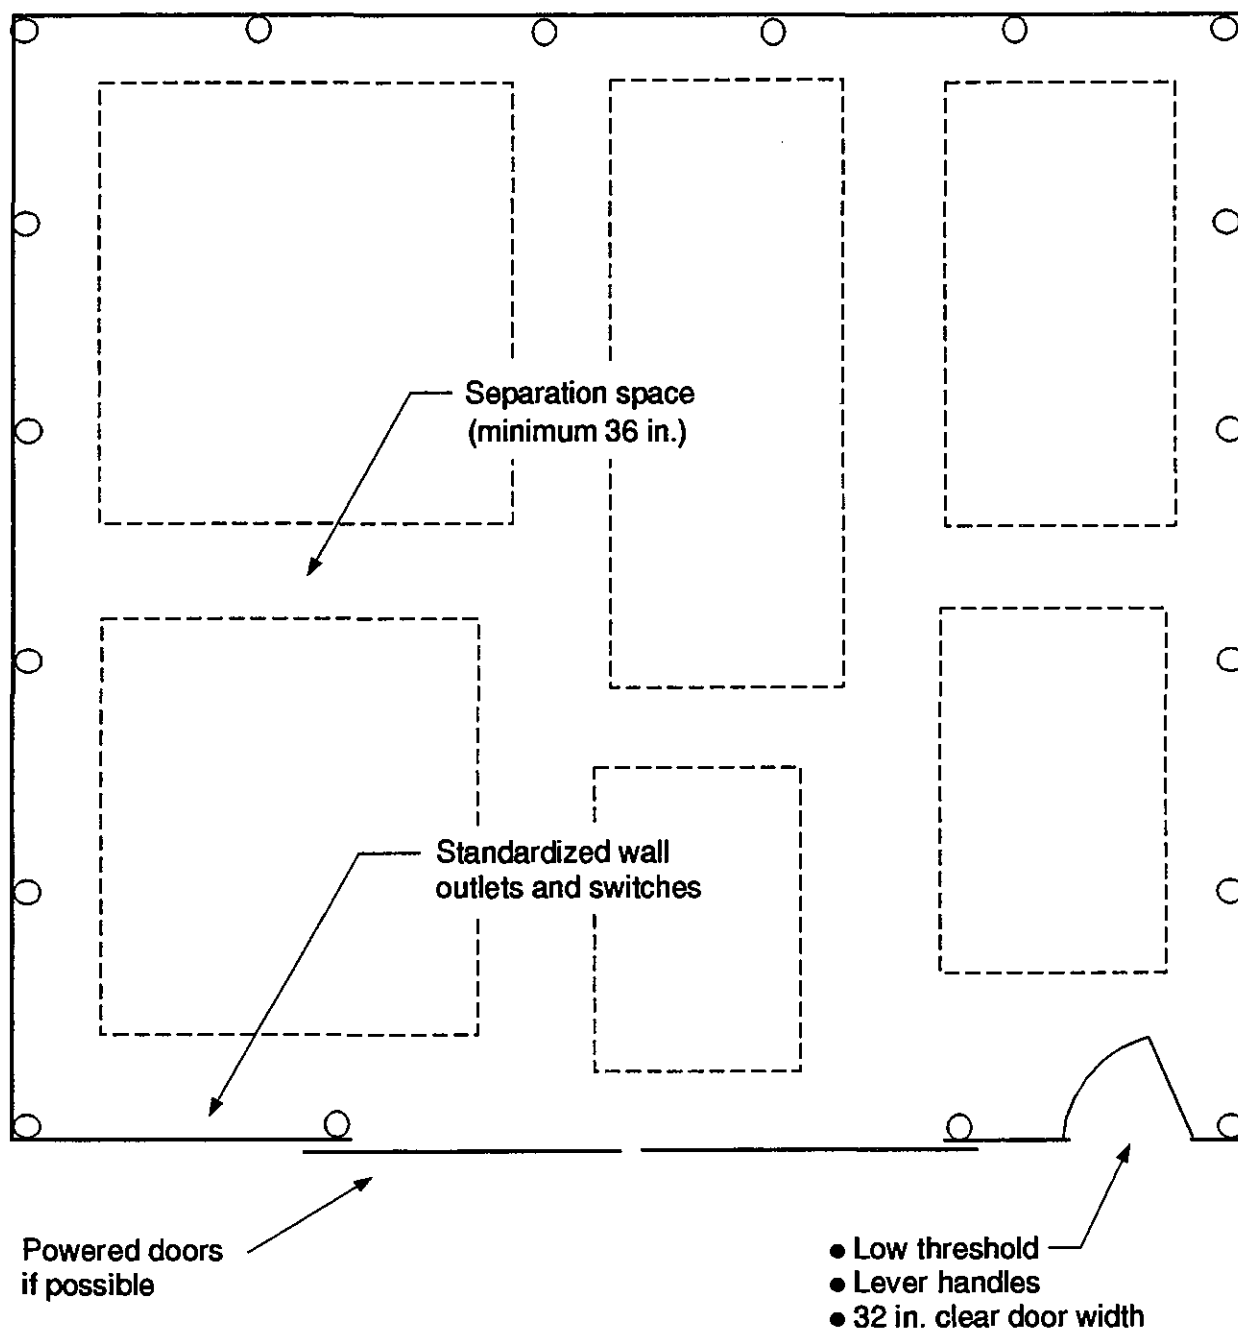 Separation space
(minimum 36 in.)
Standardized wall
outlets and switches
Powered doors
if possible
● Low threshold
● Lever handles
● 32 in. clear door width